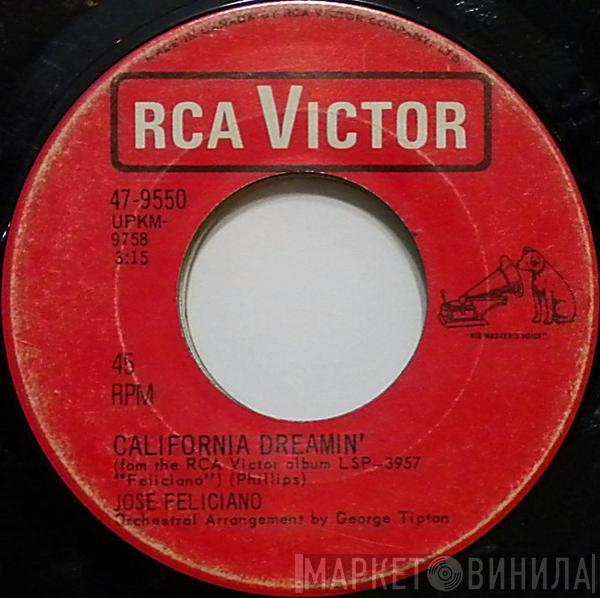 MADE IN CANADA BY RCA VICTOR COMPANY, LTD.
RCA VICTOR
47-9550
UPKM-
9758
3:15
"HIS MASTER'S VOICE"
45
RPM
CALIFORNIA DREAMIN'
(fom the RCA Victor album LSP-3957
"Feliciano") (Phillips)
JOSE FELICIANO
Orchestral Arrangement by George Tipton
МАРКЕТ ВИНИЛА